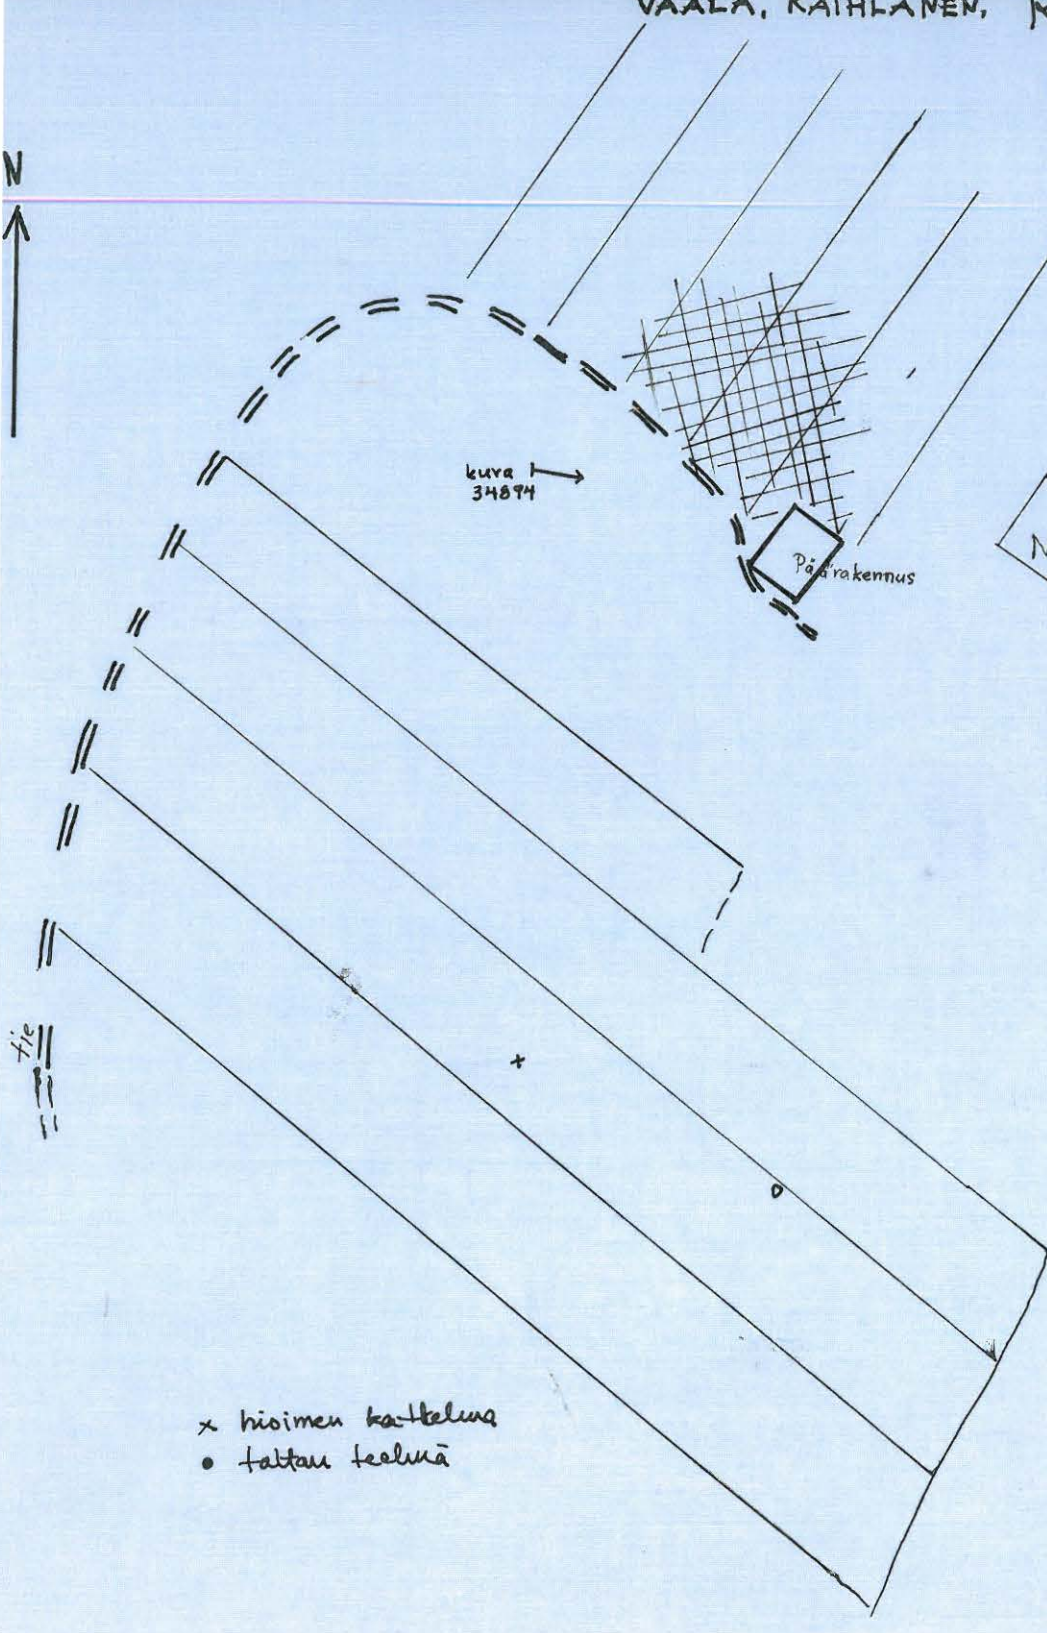 VAALA, KAIHLANEN,
N
kuva
34894
Päärakennus
tie
x hioimen katkelma
• taltan teelmä